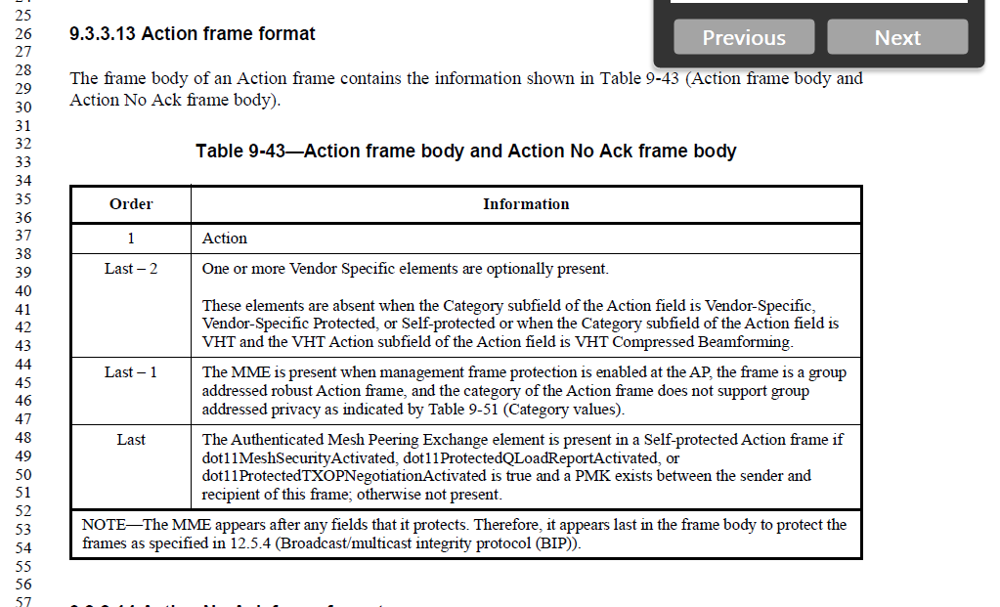 Previous
Next
25
26
27
28
29
30
31
32
33
34
35
36
37
38
39
40
41
42
43
44
45
46
47
48
49
50
51
52
53
54
55
56
57
9.3.3.13 Action frame format
The frame body of an Action frame contains the information shown in Table 9-43 (Action frame body and
Action No Ack frame body).
Table 9-43—Action frame body and Action No Ack frame body
Order Information
1 Action
Last – 2 One or more Vendor Specific elements are optionally present.
These elements are absent when the Category subfield of the Action field is Vendor-Specific,
Vendor-Specific Protected, or Self-protected or when the Category subfield of the Action field is
VHT and the VHT Action subfield of the Action field is VHT Compressed Beamforming.
Last – 1 The MME is present when management frame protection is enabled at the AP, the frame is a group
addressed robust Action frame, and the category of the Action frame does not support group
addressed privacy as indicated by Table 9-51 (Category values).
Last The Authenticated Mesh Peering Exchange element is present in a Self-protected Action frame if
dot11MeshSecurityActivated, dot11ProtectedQLoadReportActivated, or
dot11ProtectedTXOPNegotiationActivated is true and a PMK exists between the sender and
recipient of this frame; otherwise not present.
NOTE—The MME appears after any fields that it protects. Therefore, it appears last in the frame body to protect the
frames as specified in 12.5.4 (Broadcast/multicast integrity protocol (BIP)).